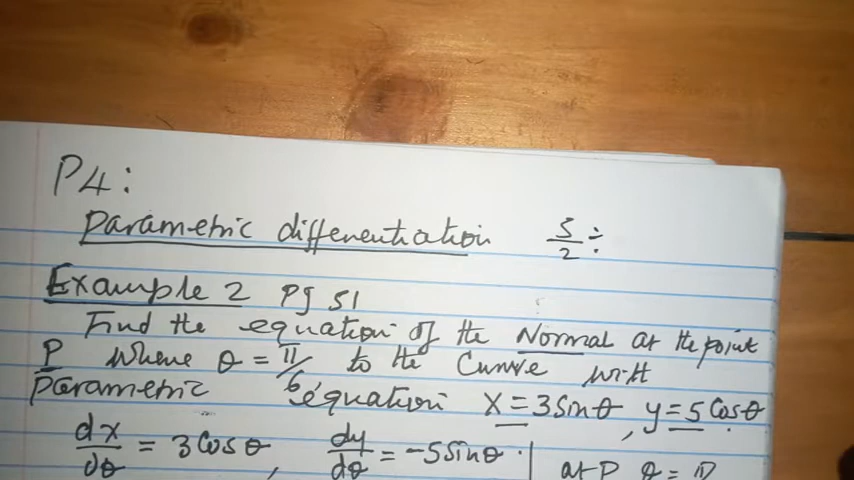 P4:
Parametric differentiation 5/2 ÷
Example 2 Pg 51
Find the equation of the Normal at the point
P where θ = π/6 to the Curve with
parametric equation x = 3sinθ, y = 5cosθ
dx/dθ = 3cosθ, dy/dθ = -5sinθ. at P θ = π